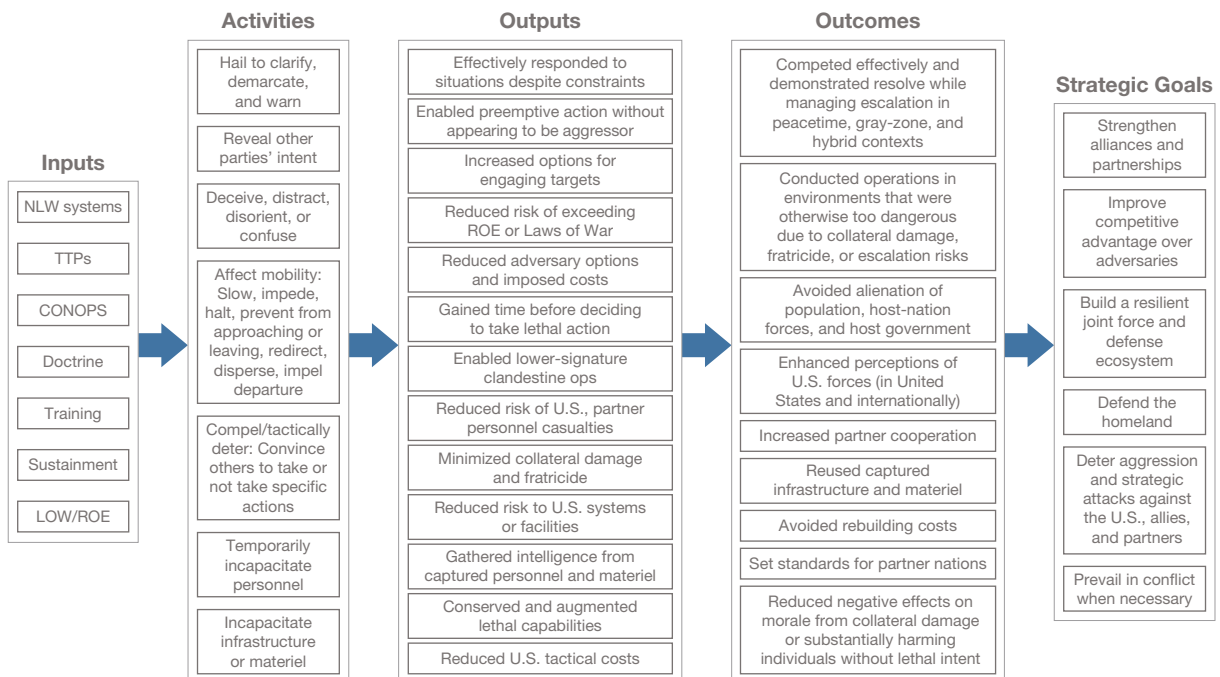 Inputs
NLW systems
TTPs
CONOPS
Doctrine
Training
Sustainment
LOW/ROE
Activities
Hail to clarify,
demarcate,
and warn
Reveal other
parties’ intent
Deceive, distract,
disorient, or
confuse
Affect mobility:
Slow, impede,
halt, prevent from
approaching or
leaving, redirect,
disperse, impel
departure
Compel/tactically
deter: Convince
others to take or
not take specific
actions
Temporarily
incapacitate
personnel
Incapacitate
infrastructure
or materiel
Outputs
Effectively responded to
situations despite constraints
Enabled preemptive action without
appearing to be aggressor
Increased options for
engaging targets
Reduced risk of exceeding
ROE or Laws of War
Reduced adversary options
and imposed costs
Gained time before deciding
to take lethal action
Enabled lower-signature
clandestine ops
Reduced risk of U.S., partner
personnel casualties
Minimized collateral damage
and fratricide
Reduced risk to U.S. systems
or facilities
Gathered intelligence from
captured personnel and materiel
Conserved and augmented
lethal capabilities
Reduced U.S. tactical costs
Outcomes
Competed effectively and
demonstrated resolve while
managing escalation in
peacetime, gray-zone, and
hybrid contexts
Conducted operations in
environments that were
otherwise too dangerous
due to collateral damage,
fratricide, or escalation risks
Avoided alienation of
population, host-nation
forces, and host government
Enhanced perceptions of
U.S. forces (in United
States and internationally)
Increased partner cooperation
Reused captured
infrastructure and materiel
Avoided rebuilding costs
Set standards for partner nations
Reduced negative effects on
morale from collateral damage
or substantially harming
individuals without lethal intent
Strategic Goals
Strengthen
alliances and
partnerships
Improve
competitive
advantage over
adversaries
Build a resilient
joint force and
defense
ecosystem
Defend the
homeland
Deter aggression
and strategic
attacks against
the U.S., allies,
and partners
Prevail in conflict
when necessary